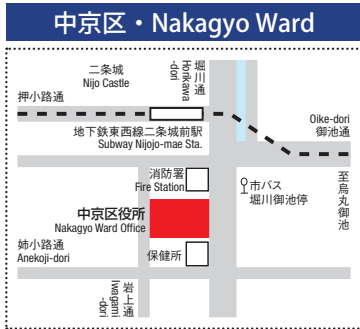 中京区・Nakagyo Ward
二条城
Nijo Castle
堀川通
Horikawa
-dori
押小路通
Oike-dori
御池通
地下鉄東西線二条城前駅
Subway Nijojo-mae Sta.
消防署
Fire Station
市バス
堀川御池停
至烏丸御池
中京区役所
Nakagyo Ward Office
姉小路通
Anekoji-dori
保健所
岩上通
Iwagami
-dori